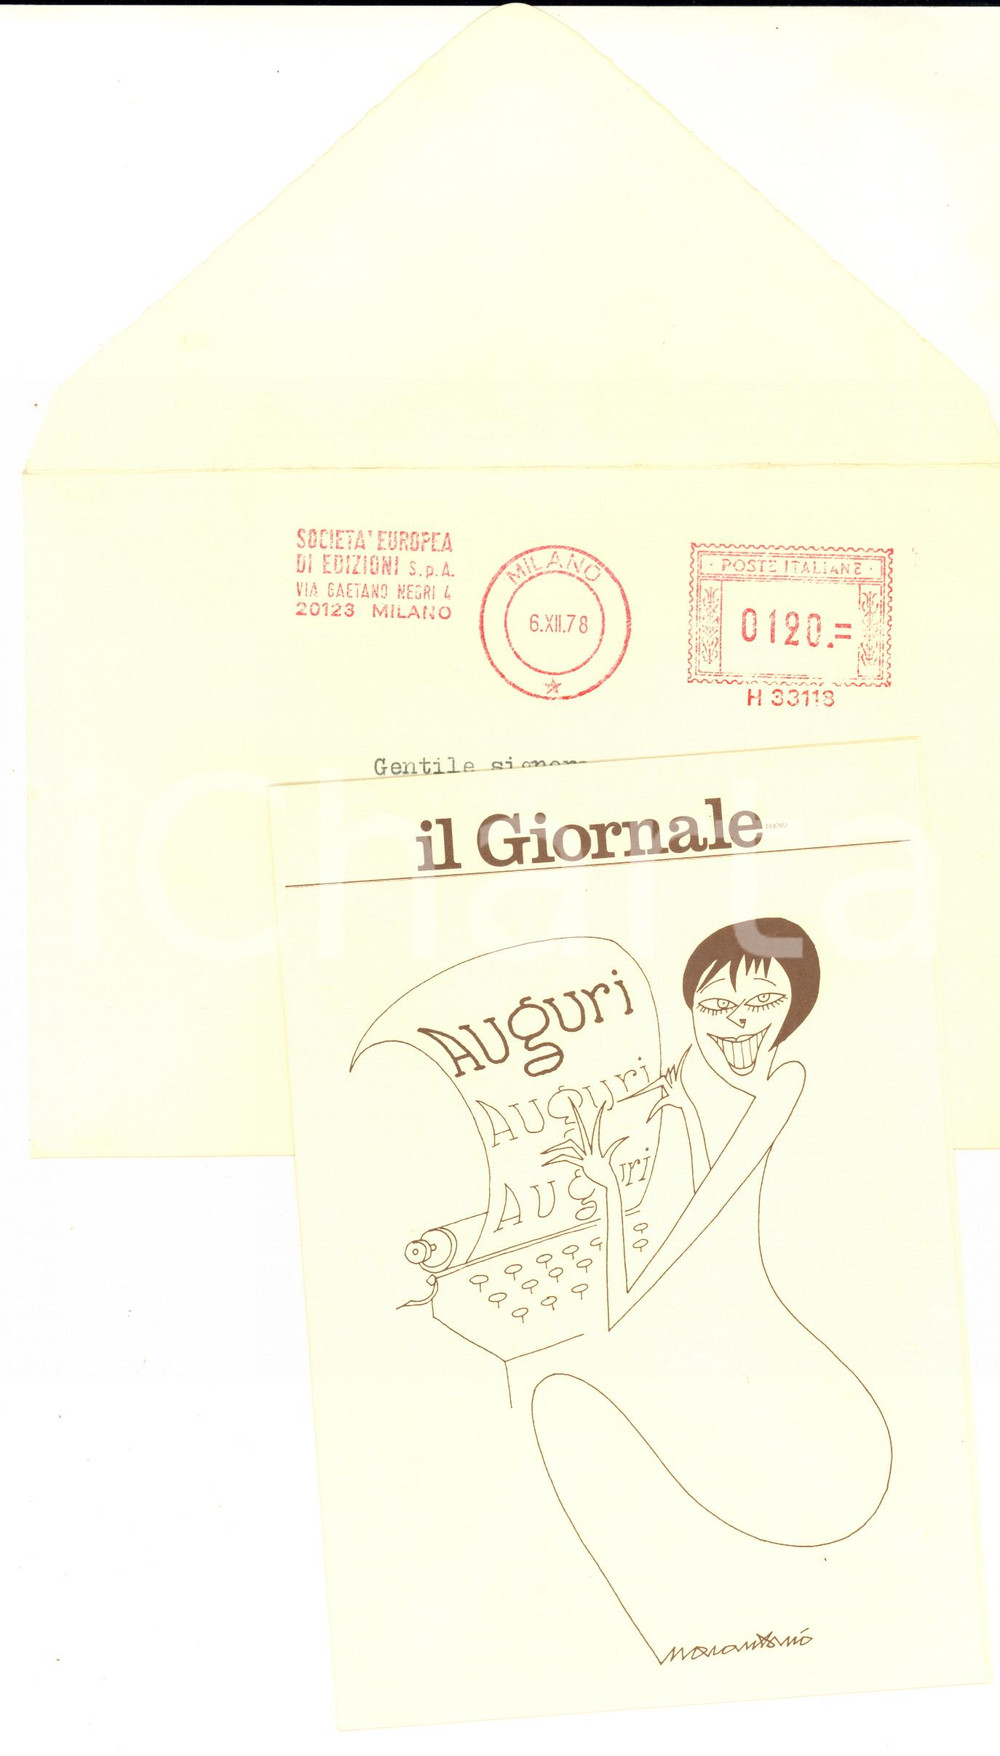 SOCIETA' EUROPEA
DI EDIZIONI S.p.A.
VIA GAETANO NEGRI 4
20123 MILANO
MILANO
6.XII.78
POSTE ITALIANE
0120.=
H 33118
Gentile signora
il Giornale
Auguri
Auguri
Auguri